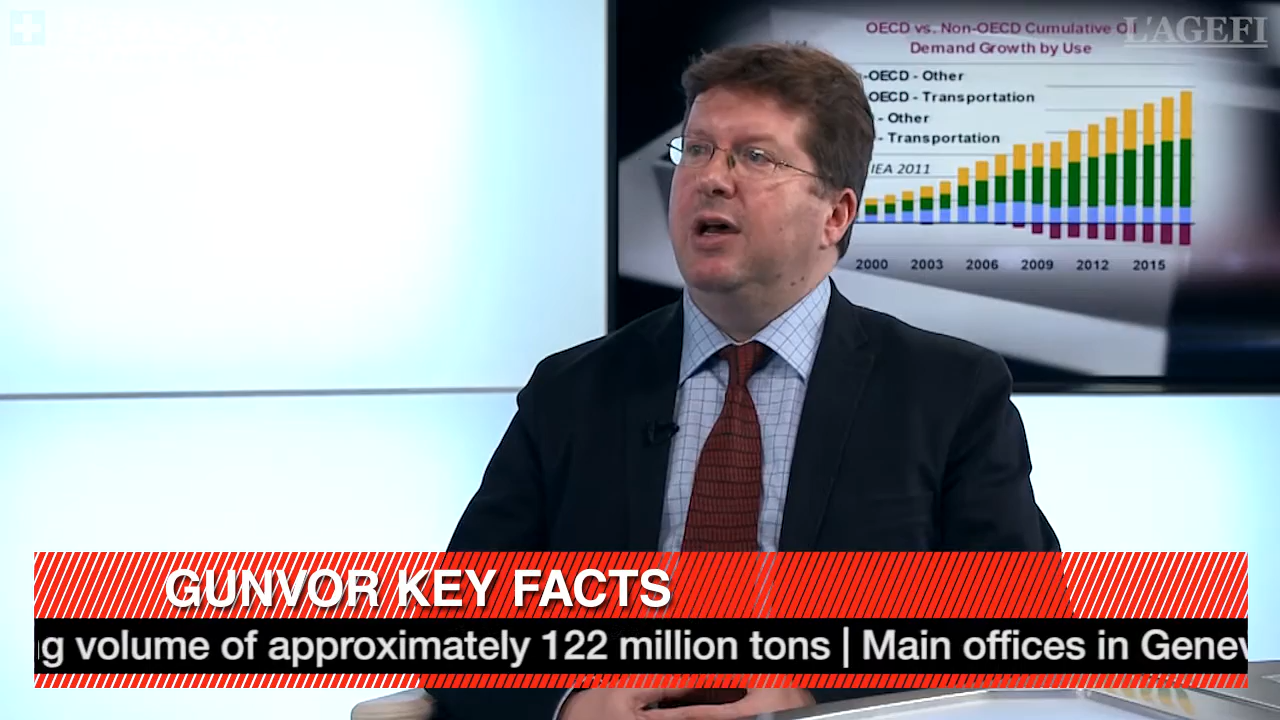 L'AGEFI
OECD vs. Non-OECD Cumulative Oil
Demand Growth by Use
-OECD - Other
OECD - Transportation
- Other
- Transportation
IEA 2011
2000 2003 2006 2009 2012 2015
GUNVOR KEY FACTS
g volume of approximately 122 million tons | Main offices in Genev